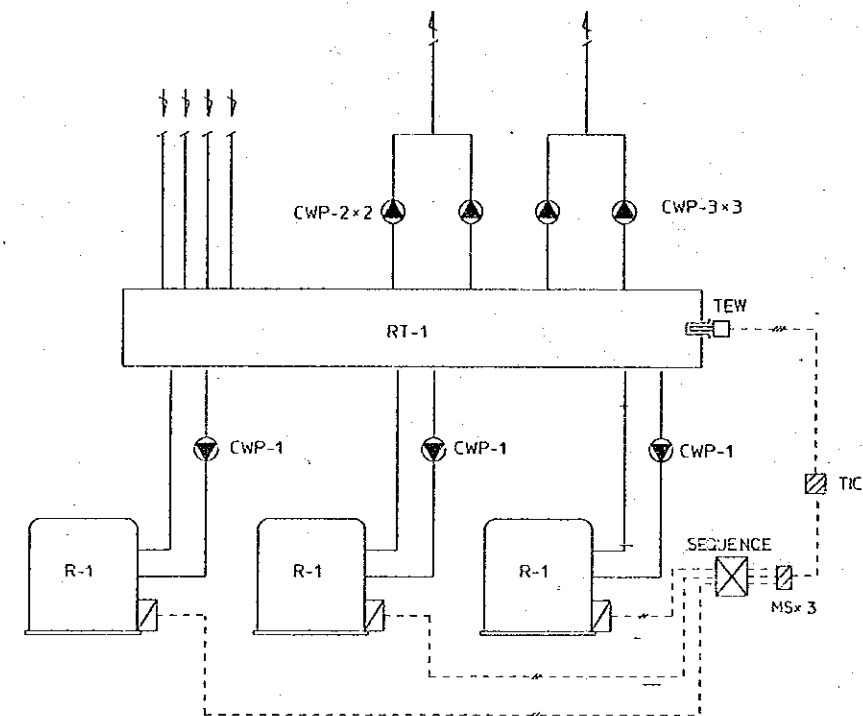 CWP-2×2
CWP-3×3
TEW
RT-1
CWP-1
CWP-1
CWP-1
TIC
SEQUENCE
R-1
R-1
R-1
MS×3